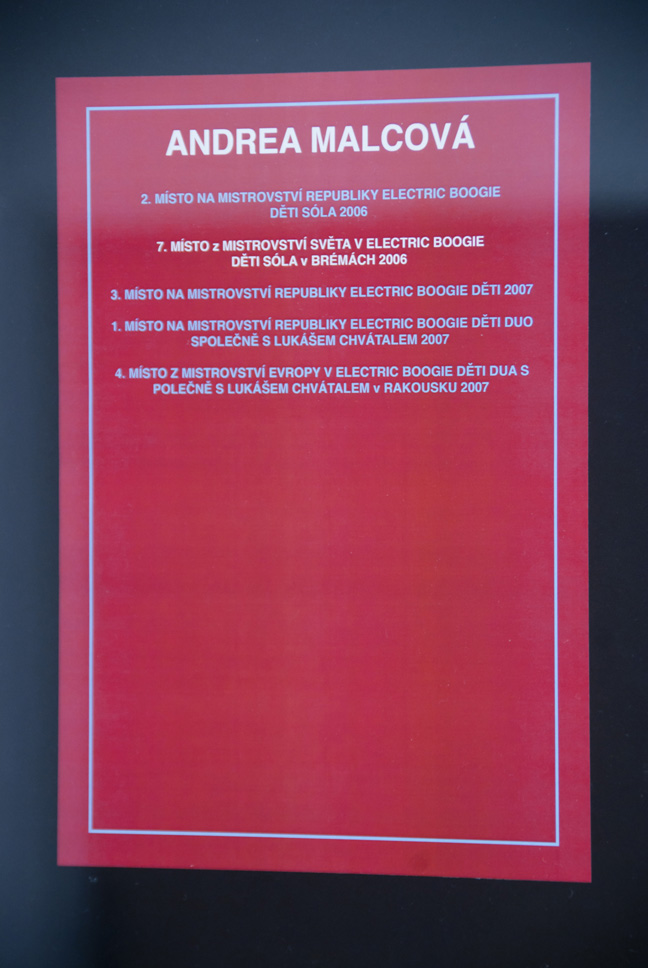 ANDREA MALCOVÁ
2. MÍSTO NA MISTROVSTVÍ REPUBLIKY ELECTRIC BOOGIE
DĚTI SÓLA 2006
7. MÍSTO z MISTROVSTVÍ SVĚTA V ELECTRIC BOOGIE
DĚTI SÓLA v BRÉMÁCH 2006
3. MÍSTO NA MISTROVSTVÍ REPUBLIKY ELECTRIC BOOGIE DĚTI 2007
1. MÍSTO NA MISTROVSTVÍ REPUBLIKY ELECTRIC BOOGIE DĚTI DUO
SPOLEČNĚ S LUKÁŠEM CHVÁTALEM 2007
4. MÍSTO Z MISTROVSTVÍ EVROPY V ELECTRIC BOOGIE DĚTI DUA S
POLEČNĚ S LUKÁŠEM CHVÁTALEM v RAKOUSKU 2007